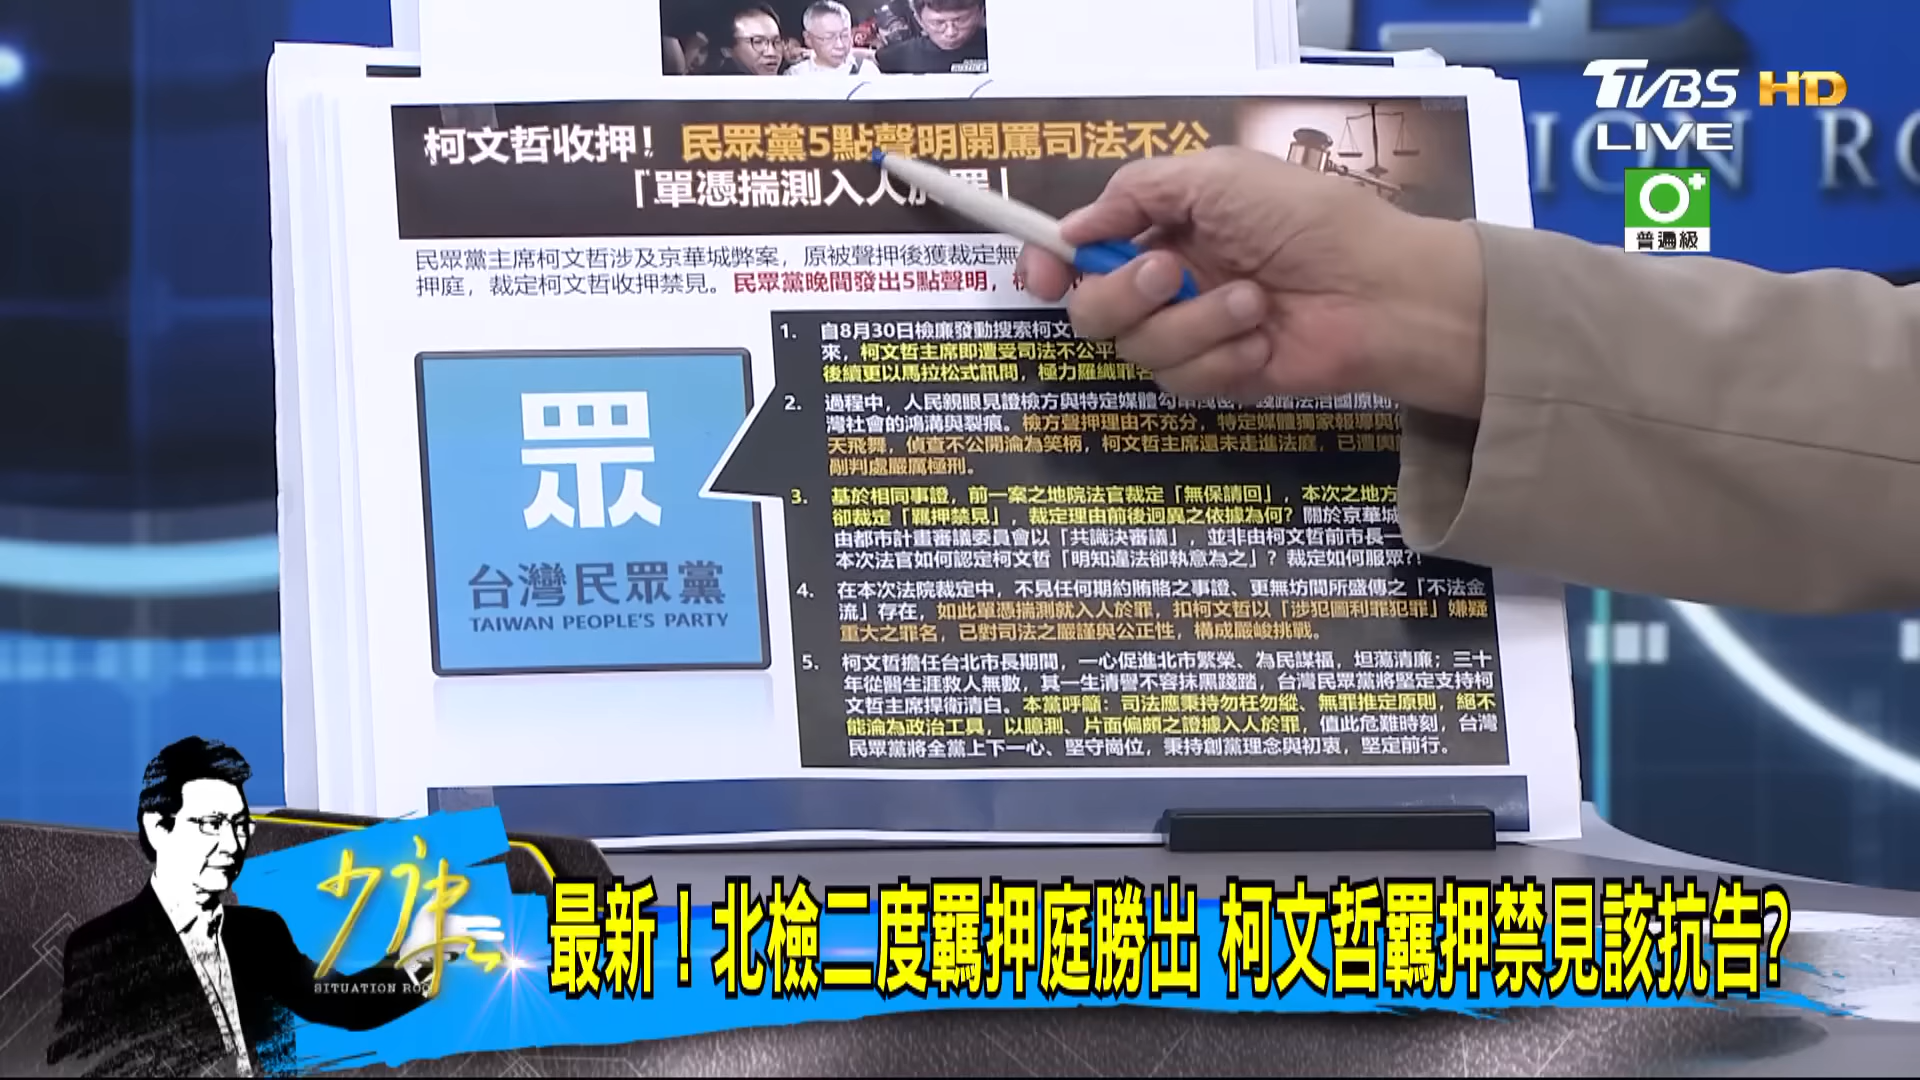 TVBS HD
LIVE
ION RO
普遍級
柯文哲收押！民眾黨5點聲明開罵司法不公
「單憑揣測入人於罪」
民眾黨主席柯文哲涉及京華城弊案，原被聲押後獲裁定無
押庭，裁定柯文哲收押禁見。民眾黨晚間發出5點聲明，
1. 自8月30日檢廉發動搜索柯文
來，柯文哲主席即遭受司法不公平
後續更以馬拉松式訊問，極力羅織罪名
2. 過程中，人民親眼見證檢方與特定媒體勾串洩密，踐踏法治國原則，
灣社會的鴻溝與裂痕。檢方聲押理由不充分，特定媒體獨家報導與
天飛舞，偵查不公開淪為笑柄，柯文哲主席還未走進法庭，已遭輿
剮判處嚴厲極刑。
3. 基於相同事證，前一案之地院法官裁定「無保請回」，本次之地方
卻裁定「羈押禁見」，裁定理由前後迥異之依據為何？關於京華城
由都市計畫審議委員會以「共識決審議」，並非由柯文哲前市長一
本次法官如何認定柯文哲「明知違法卻執意為之」？裁定如何服眾?!
4. 在本次法院裁定中，不見任何期約賄賂之事證、更無坊間所盛傳之「不法金
流」存在，如此單憑揣測就入人於罪，扣柯文哲以「涉犯圖利罪犯罪」嫌疑
重大之罪名，已對司法之嚴謹與公正性，構成嚴峻挑戰。
5. 柯文哲擔任台北市長期間，一心促進北市繁榮、為民謀福，坦蕩清廉；三十
年從醫生涯救人無數，其一生清譽不容抹黑踐踏，台灣民眾黨將堅定支持柯
文哲主席捍衛清白。本黨呼籲：司法應秉持勿枉勿縱、無罪推定原則，絕不
能淪為政治工具，以臆測、片面偏頗之證據入人於罪，值此危難時刻，台灣
民眾黨將全黨上下一心、堅守崗位，秉持創黨理念與初衷，堅定前行。
眾
台灣民眾黨
TAIWAN PEOPLE'S PARTY
少康
SITUATION ROO
最新！北檢二度羈押庭勝出 柯文哲羈押禁見該抗告?